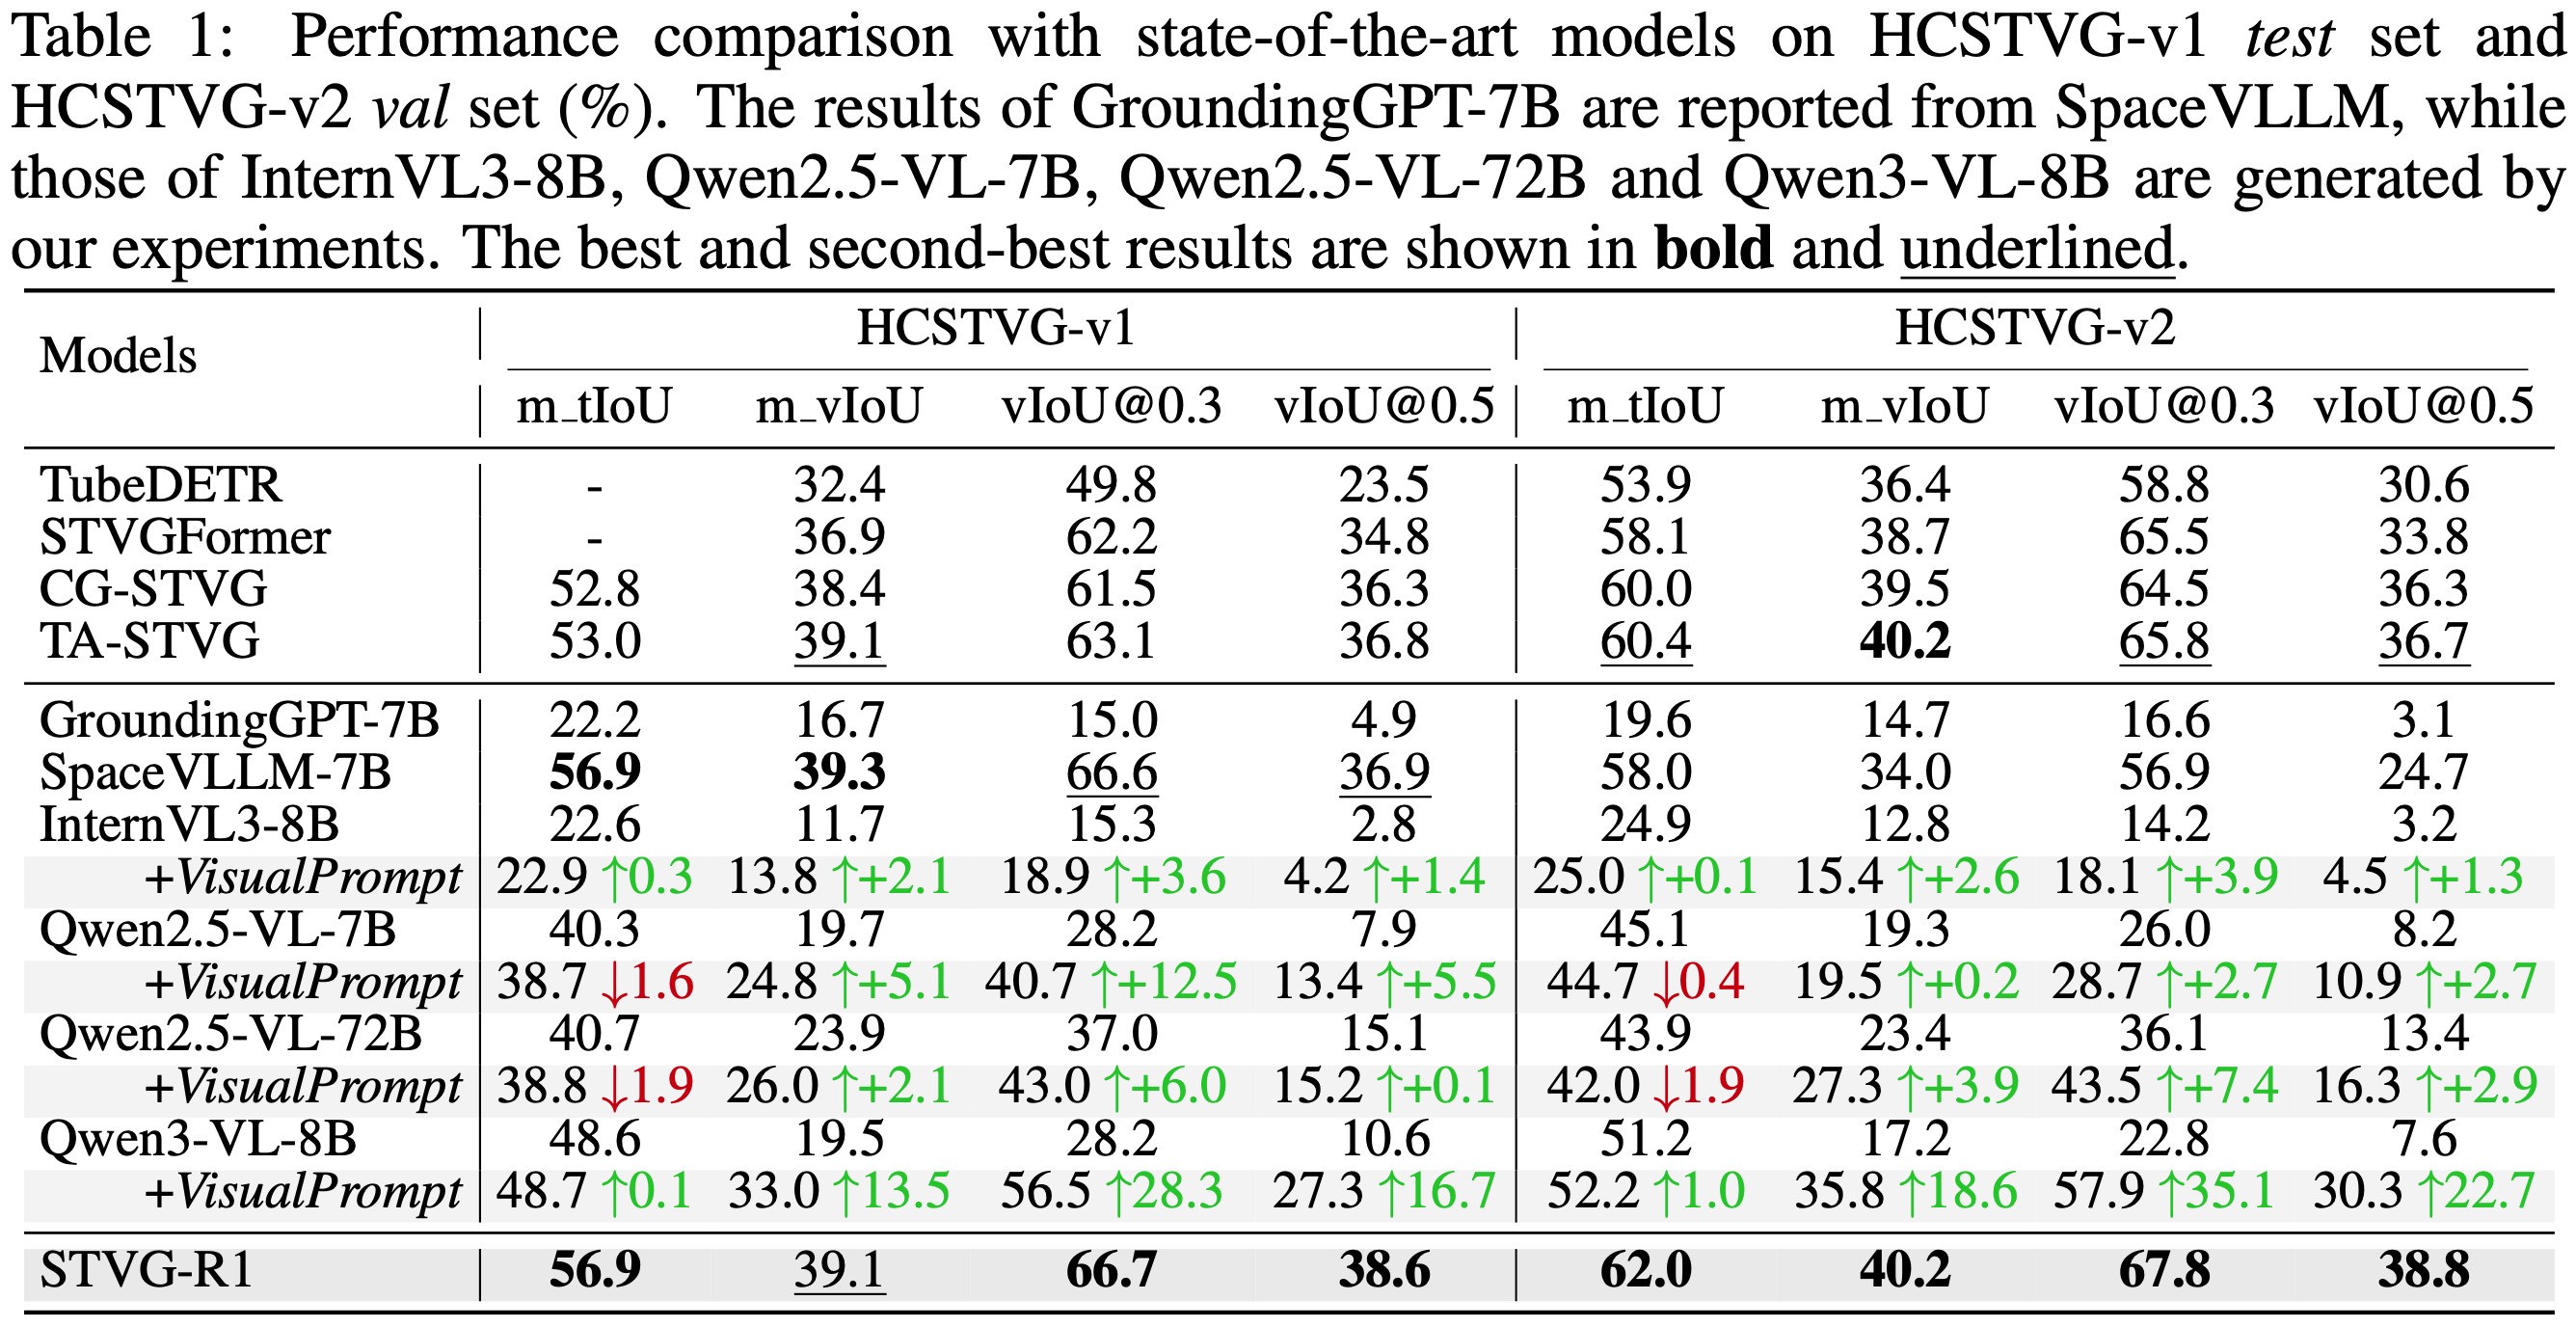 Table 1: Performance comparison with state-of-the-art models on HCSTVG-v1 test set and
HCSTVG-v2 val set (%). The results of GroundingGPT-7B are reported from SpaceVLLM, while
those of InternVL3-8B, Qwen2.5-VL-7B, Qwen2.5-VL-72B and Qwen3-VL-8B are generated by
our experiments. The best and second-best results are shown in bold and underlined.
Models HCSTVG-v1 HCSTVG-v2
m_tIoU m_vIoU vIoU@0.3 vIoU@0.5 m_tIoU m_vIoU vIoU@0.3 vIoU@0.5
TubeDETR - 32.4 49.8 23.5 53.9 36.4 58.8 30.6
STVGFormer - 36.9 62.2 34.8 58.1 38.7 65.5 33.8
CG-STVG 52.8 38.4 61.5 36.3 60.0 39.5 64.5 36.3
TA-STVG 53.0 39.1 63.1 36.8 60.4 40.2 65.8 36.7
GroundingGPT-7B 22.2 16.7 15.0 4.9 19.6 14.7 16.6 3.1
SpaceVLLM-7B 56.9 39.3 66.6 36.9 58.0 34.0 56.9 24.7
InternVL3-8B 22.6 11.7 15.3 2.8 24.9 12.8 14.2 3.2
+VisualPrompt 22.9 ↑0.3 13.8 ↑+2.1 18.9 ↑+3.6 4.2 ↑+1.4 25.0 ↑+0.1 15.4 ↑+2.6 18.1 ↑+3.9 4.5 ↑+1.3
Qwen2.5-VL-7B 40.3 19.7 28.2 7.9 45.1 19.3 26.0 8.2
+VisualPrompt 38.7 ↓1.6 24.8 ↑+5.1 40.7 ↑+12.5 13.4 ↑+5.5 44.7 ↓0.4 19.5 ↑+0.2 28.7 ↑+2.7 10.9 ↑+2.7
Qwen2.5-VL-72B 40.7 23.9 37.0 15.1 43.9 23.4 36.1 13.4
+VisualPrompt 38.8 ↓1.9 26.0 ↑+2.1 43.0 ↑+6.0 15.2 ↑+0.1 42.0 ↓1.9 27.3 ↑+3.9 43.5 ↑+7.4 16.3 ↑+2.9
Qwen3-VL-8B 48.6 19.5 28.2 10.6 51.2 17.2 22.8 7.6
+VisualPrompt 48.7 ↑0.1 33.0 ↑13.5 56.5 ↑28.3 27.3 ↑16.7 52.2 ↑1.0 35.8 ↑18.6 57.9 ↑35.1 30.3 ↑22.7
STVG-R1 56.9 39.1 66.7 38.6 62.0 40.2 67.8 38.8